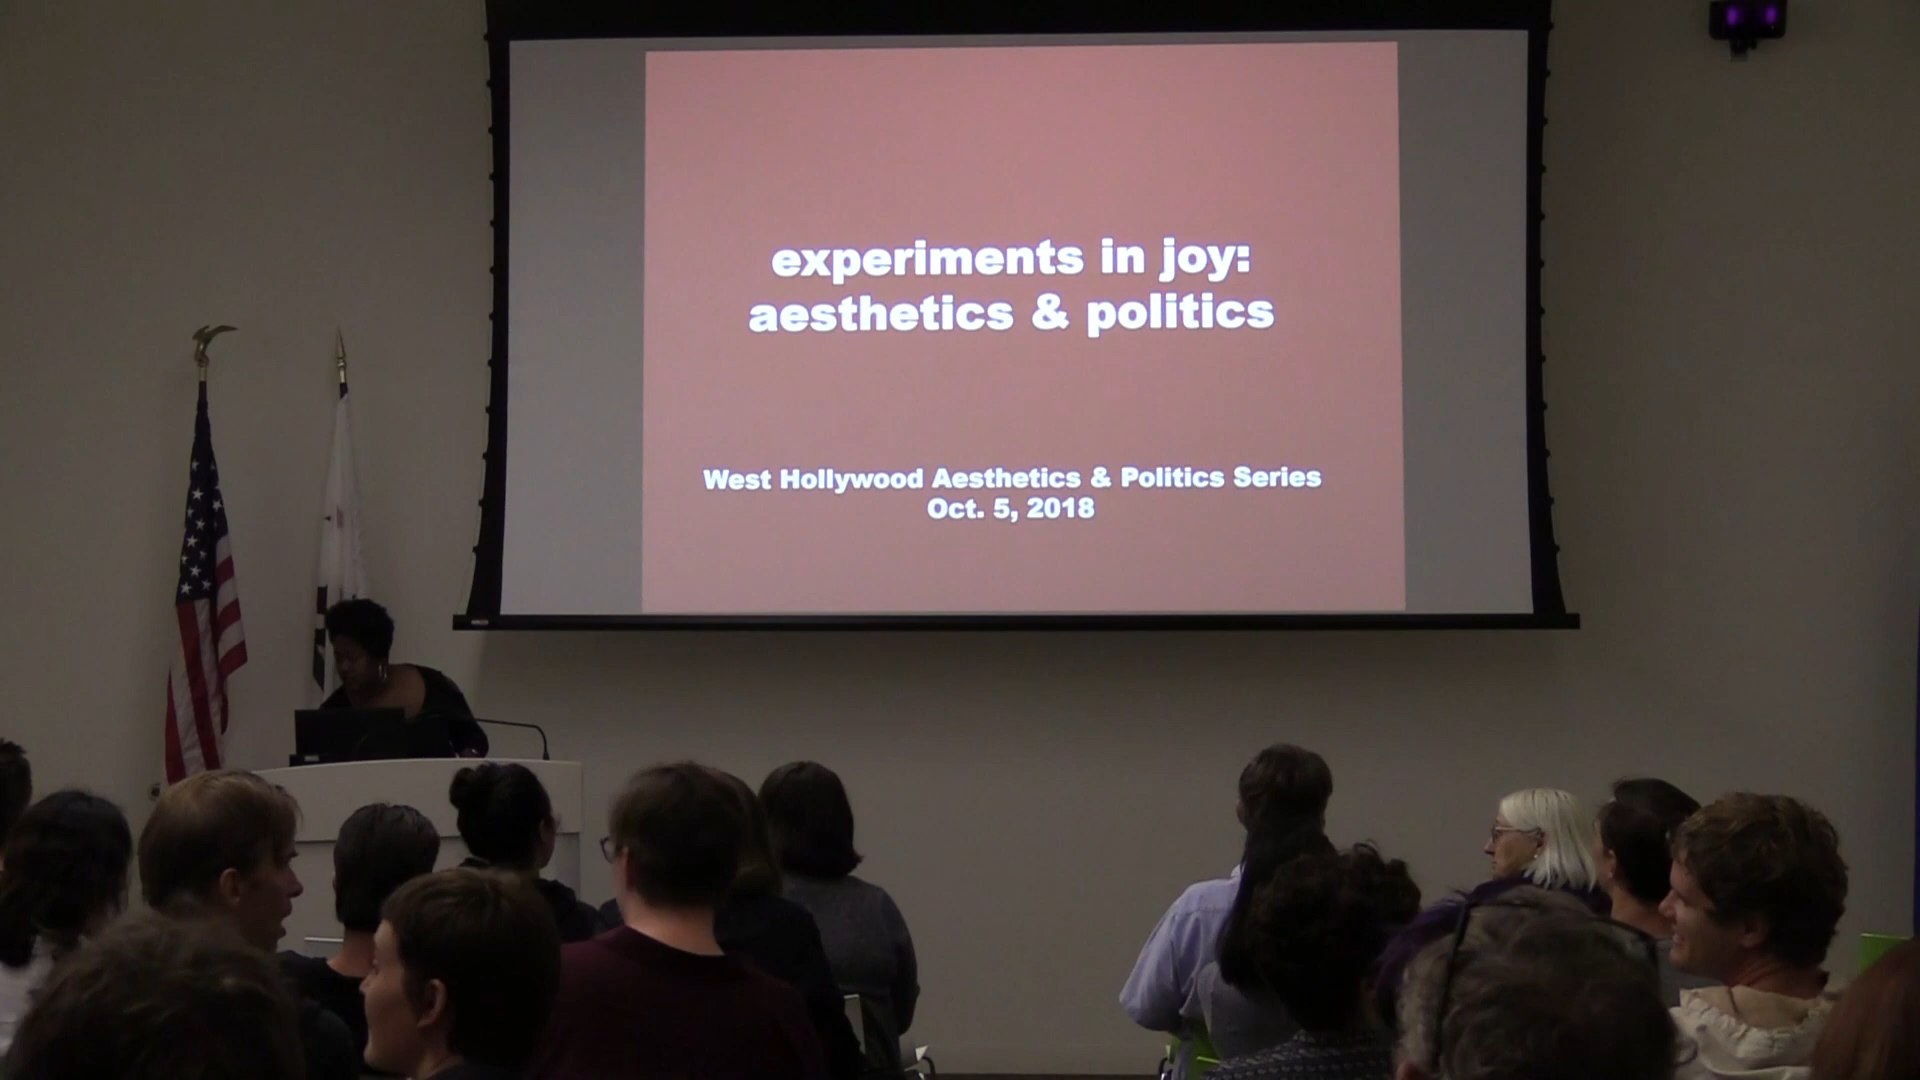 experiments in joy:
aesthetics & politics
West Hollywood Aesthetics & Politics Series
Oct. 5, 2018